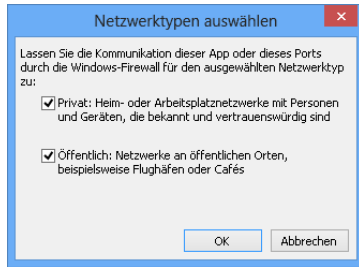 Netzwerktypen auswählen
Lassen Sie die Kommunikation dieser App oder dieses Ports
durch die Windows-Firewall für den ausgewählten Netzwerktyp
zu:
Privat: Heim- oder Arbeitsplatznetzwerke mit Personen
und Geräten, die bekannt und vertrauenswürdig sind
Öffentlich: Netzwerke an öffentlichen Orten,
beispielsweise Flughäfen oder Cafés
OK Abbrechen